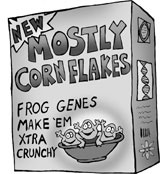 NEW
MOSTLY
CORN FLAKES
FROG GENES
MAKE 'EM
XTRA
CRUNCHY